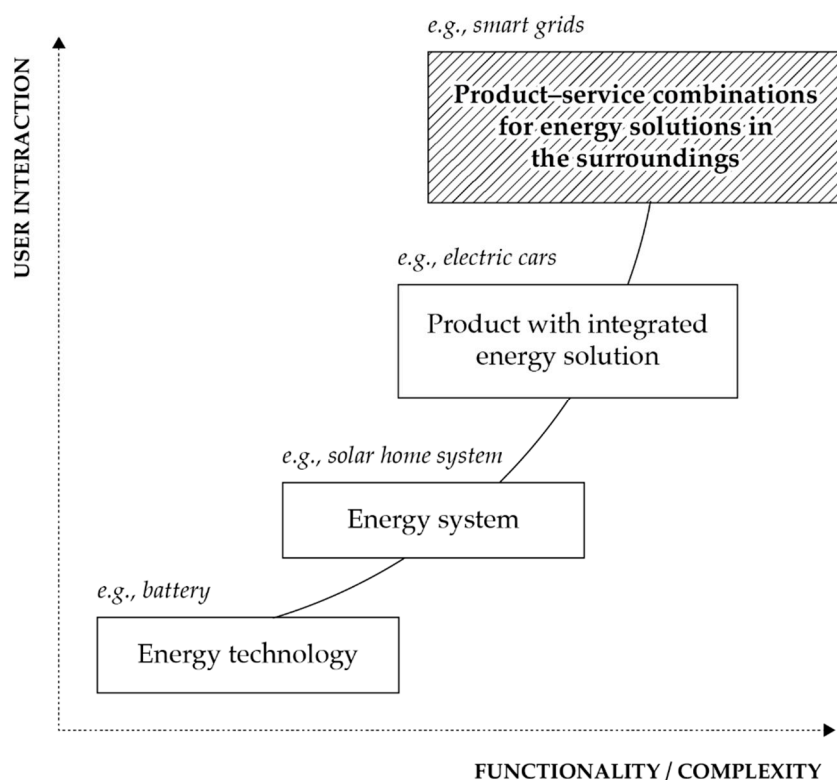 e.g., smart grids
Product–service combinations
for energy solutions in
the surroundings
USER INTERACTION
e.g., electric cars
Product with integrated
energy solution
e.g., solar home system
Energy system
e.g., battery
Energy technology
FUNCTIONALITY / COMPLEXITY